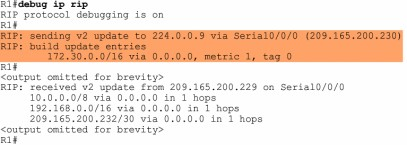 R1#debug ip rip
RIP protocol debugging is on
R1#
RIP: sending v2 update to 224.0.0.9 via Serial0/0/0 (209.165.200.230)
RIP: build update entries
172.30.0.0/16 via 0.0.0.0, metric 1, tag 0
R1#
<output omitted for brevity>
RIP: received v2 update from 209.165.200.229 on Serial0/0/0
10.0.0.0/8 via 0.0.0.0 in 1 hops
192.168.0.0/16 via 0.0.0.0 in 1 hops
209.165.200.232/30 via 0.0.0.0 in 1 hops
<output omitted for brevity>
R1#